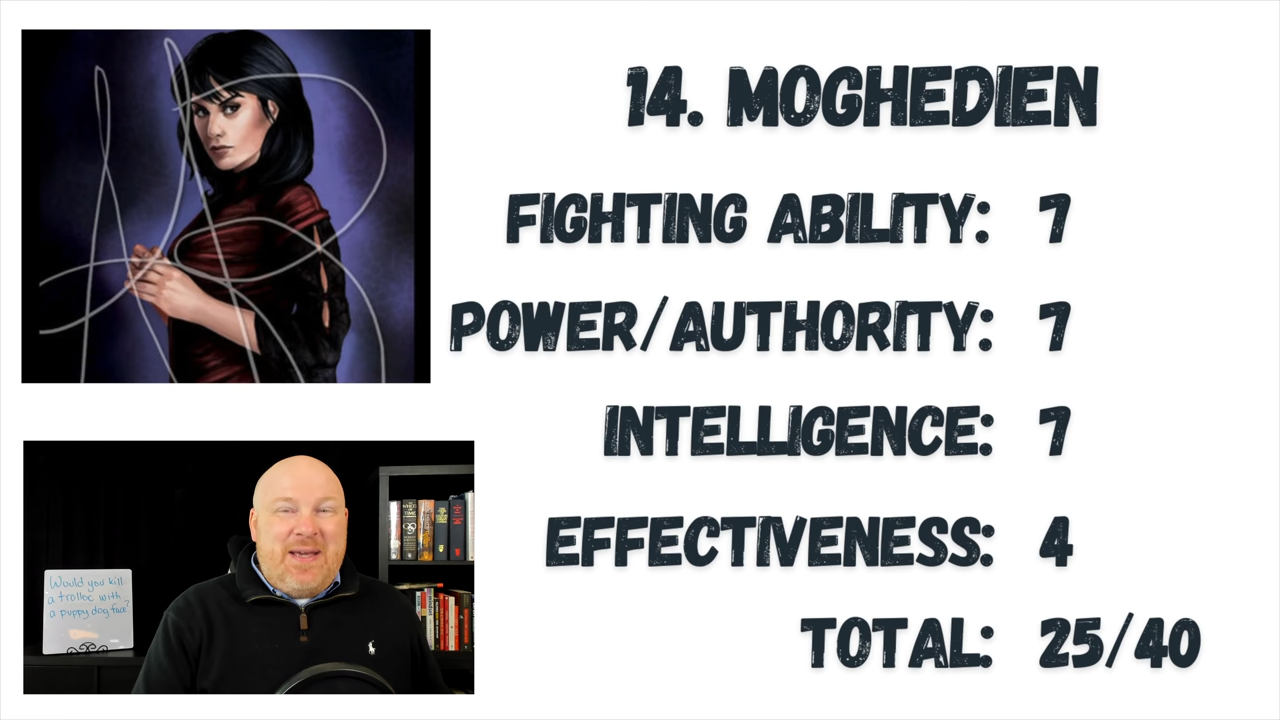 14. MOGHEDIEN
FIGHTING ABILITY: 7
POWER/AUTHORITY: 7
INTELLIGENCE: 7
EFFECTIVENESS: 4
TOTAL: 25/40
Would you kill
a trolloc with
a puppy dog face?